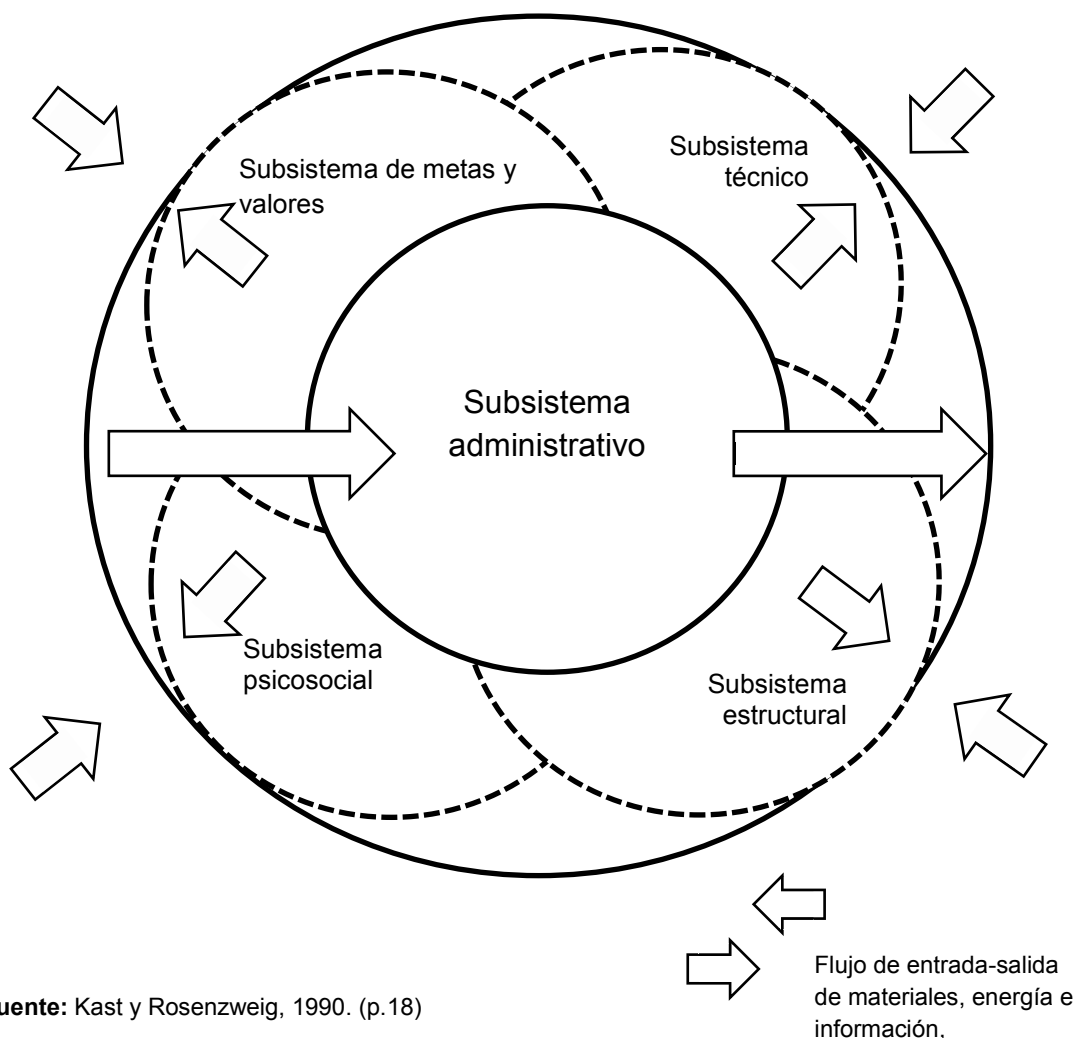 Subsistema de metas y
valores
Subsistema
técnico
Subsistema
administrativo
Subsistema
psicosocial
Subsistema
estructural
Flujo de entrada-salida
de materiales, energía e
información,
uente: Kast y Rosenzweig, 1990. (p.18)